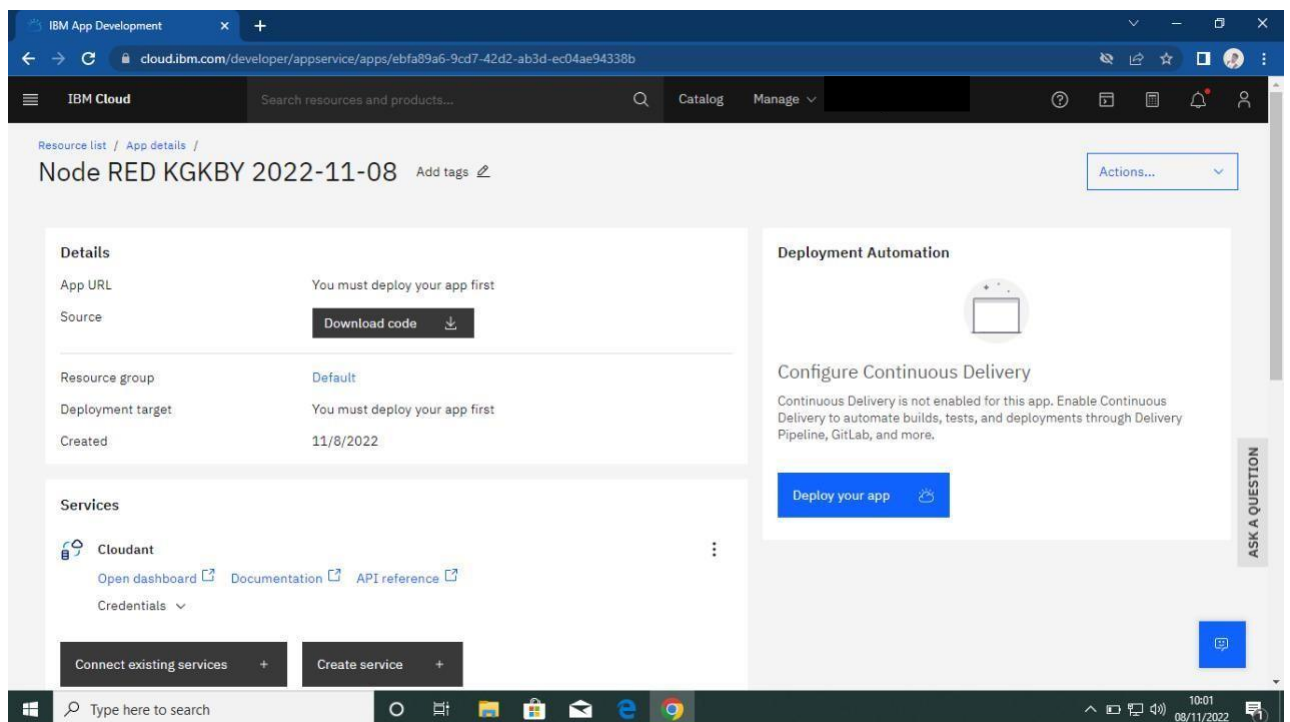 IBM App Development
cloud.ibm.com/developer/appservice/apps/ebfa89a6-9cd7-42d2-ab3d-ec04ae94338b
IBM Cloud
Search resources and products...
Catalog
Manage
Resource list / App details /
Node RED KGKBY 2022-11-08 Add tags
Actions...
Details
App URL You must deploy your app first
Source Download code
Resource group Default
Deployment target You must deploy your app first
Created 11/8/2022
Deployment Automation
Configure Continuous Delivery
Continuous Delivery is not enabled for this app. Enable Continuous
Delivery to automate builds, tests, and deployments through Delivery
Pipeline, GitLab, and more.
Deploy your app
ASK A QUESTION
Services
Cloudant
Open dashboard Documentation API reference
Credentials
Connect existing services + Create service +
Type here to search
10:01
08/11/2022
1